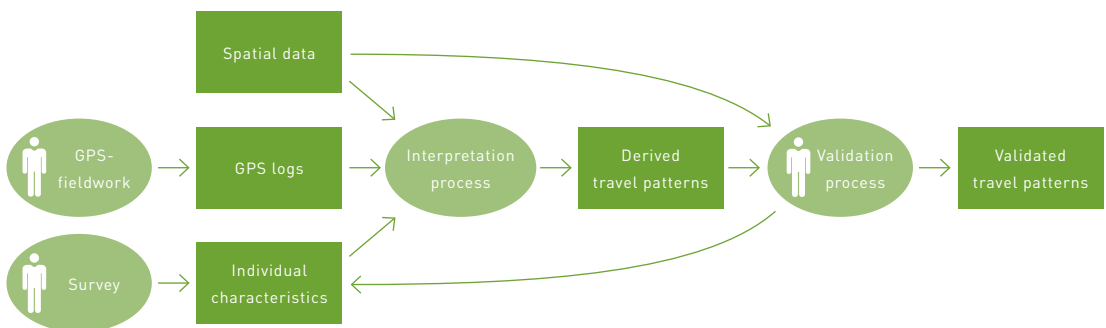 Spatial data
GPS-
fieldwork
GPS logs
Interpretation
process
Derived
travel patterns
Validation
process
Validated
travel patterns
Survey
Individual
characteristics